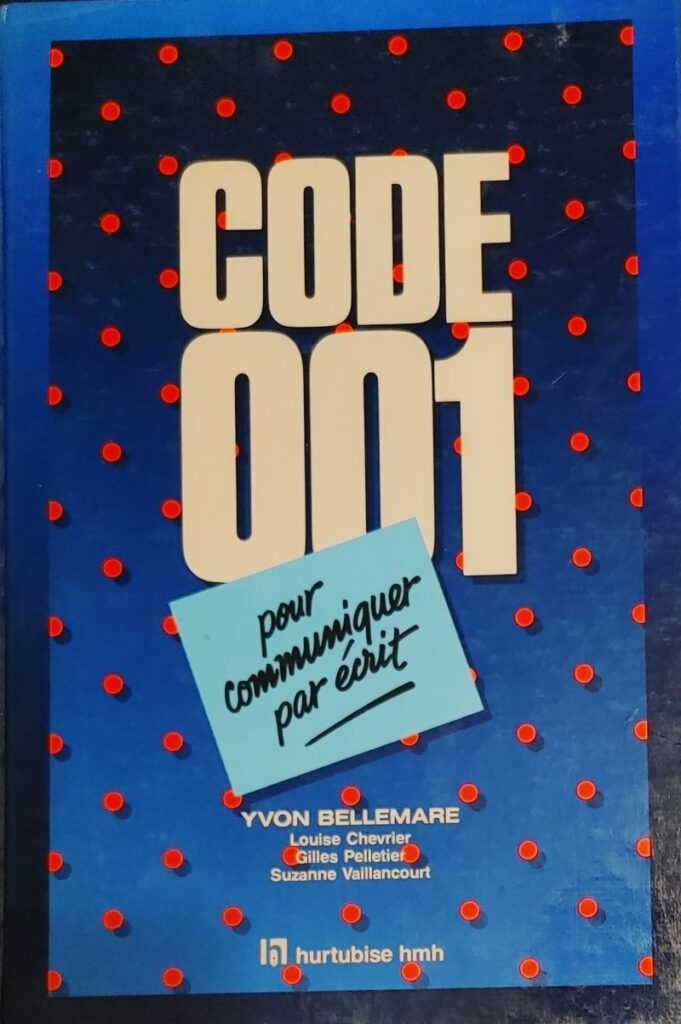 CODE
001
pour
communiquer
par écrit
YVON BELLEMARE
Louise Chevrier
Gilles Pelletier
Suzanne Vaillancourt
hurtubise hmh